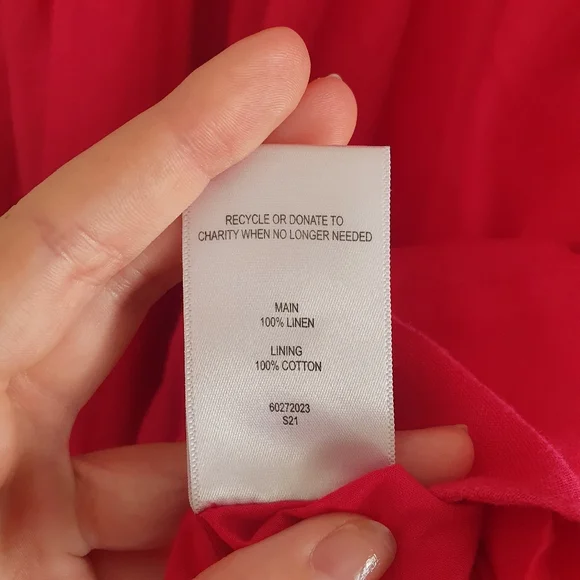 RECYCLE OR DONATE TO
CHARITY WHEN NO LONGER NEEDED
MAIN
100% LINEN
LINING
100% COTTON
60272023
S21